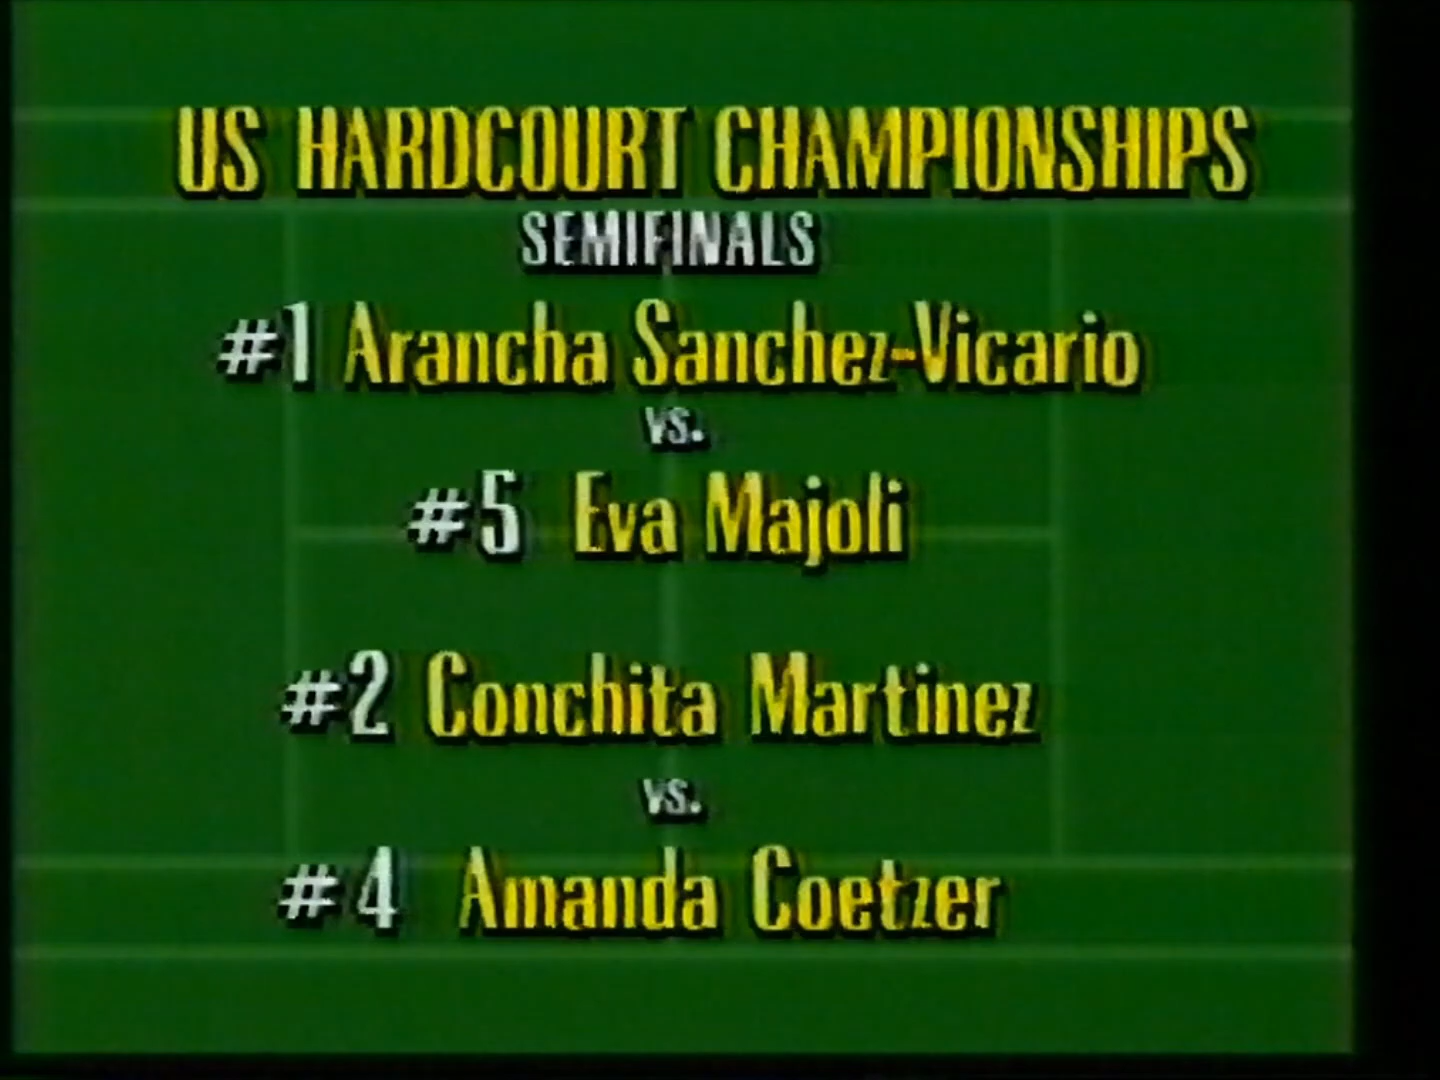 US HARDCOURT CHAMPIONSHIPS
SEMIFINALS
#1 Arancha Sanchez-Vicario
vs.
#5 Eva Majoli
#2 Conchita Martinez
vs.
#4 Amanda Coetzer